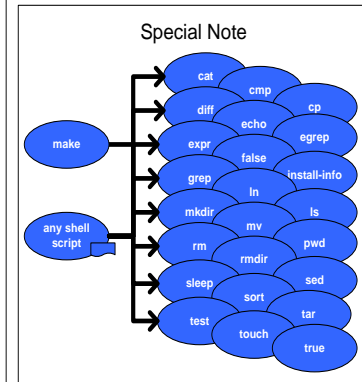 Special Note
cat
cmp
cp
diff
echo
egrep
make
expr
false
install-info
grep
ln
any shell
script
mkdir
mv
ls
rm
rmdir
pwd
sleep
sort
sed
test
touch
tar
true